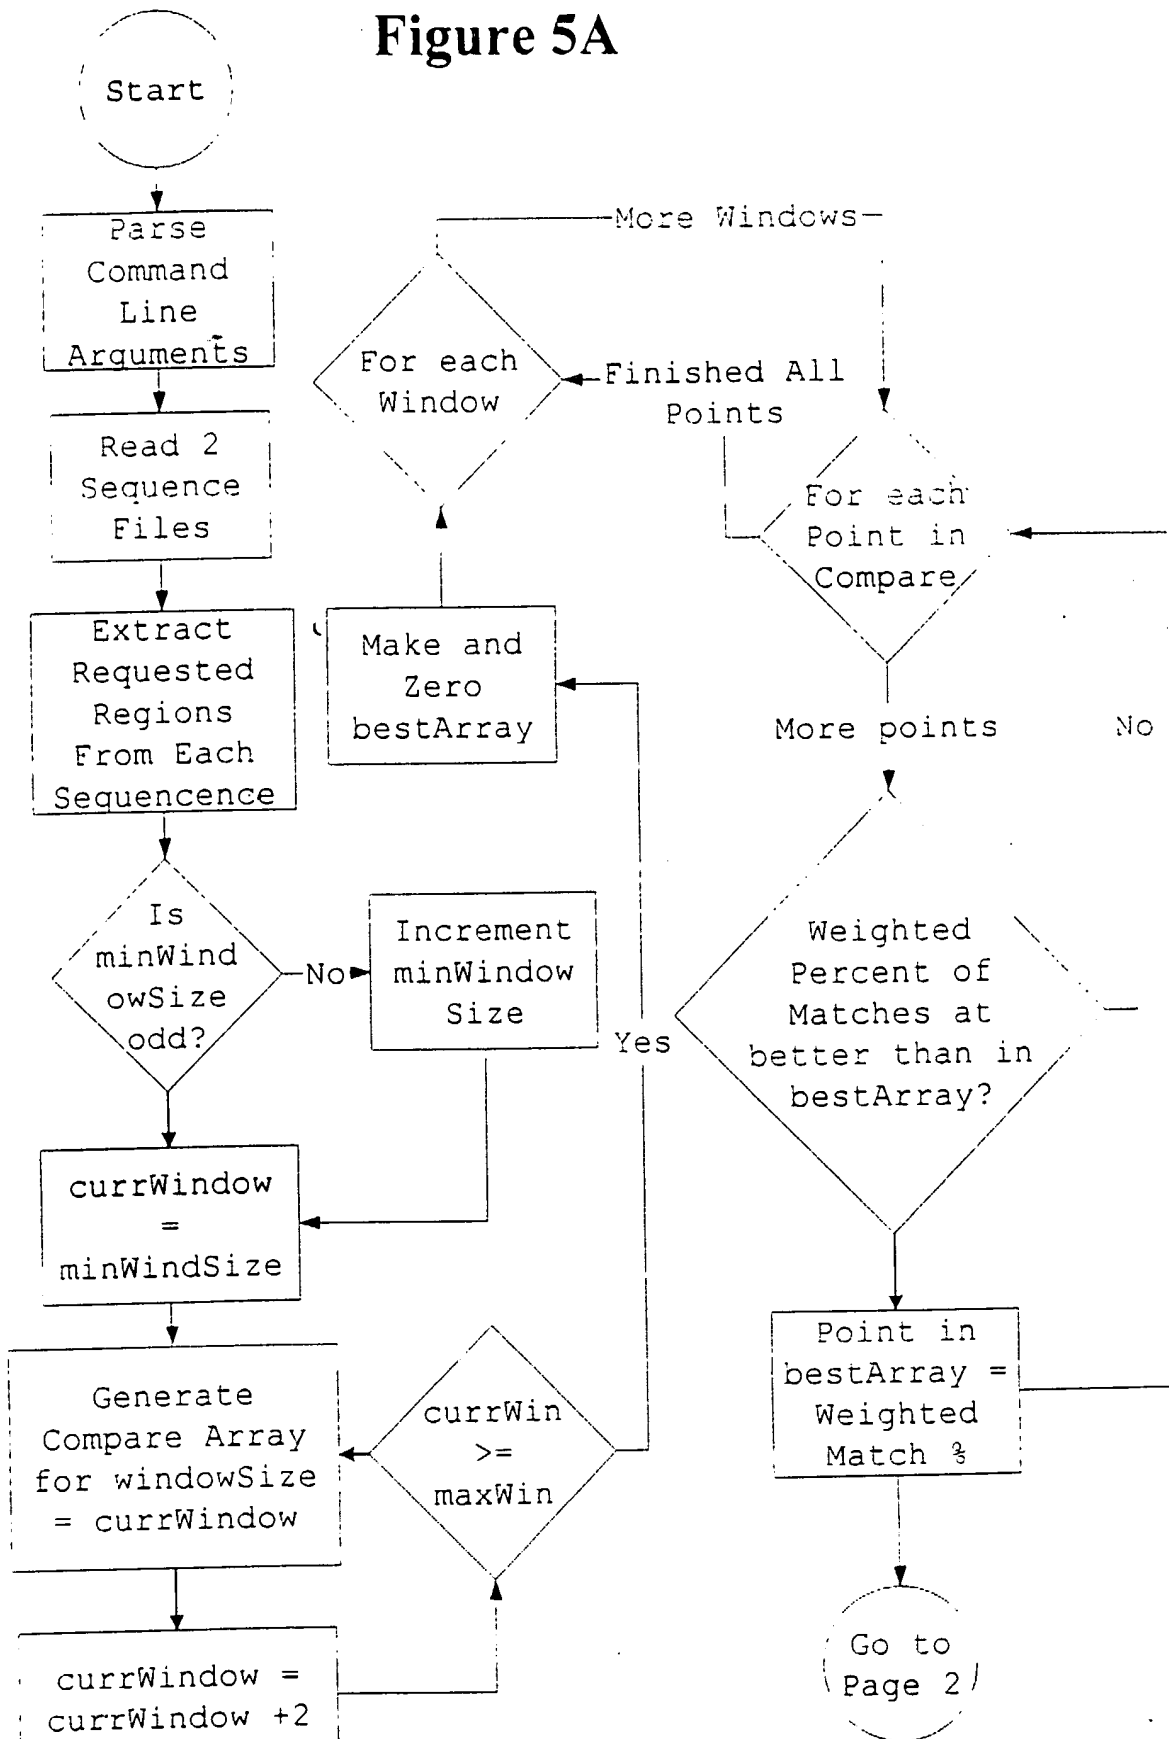 Figure 5A
Start
Parse
Command
Line
Arguments
Read 2
Sequence
Files
Extract
Requested
Regions
From Each
Sequencence
Is
minWind
owSize
odd?
No
Increment
minWindow
Size
currWindow
=
minWindSize
Generate
Compare Array
for windowSize
= currWindow
currWindow =
currWindow +2
currWin
>=
maxWin
Yes
Make and
Zero
bestArray
For each
Window
More Windows
Finished All
Points
For each
Point in
Compare
More points
No
Weighted
Percent of
Matches at
better than in
bestArray?
Point in
bestArray =
Weighted
Match %
Go to
Page 2